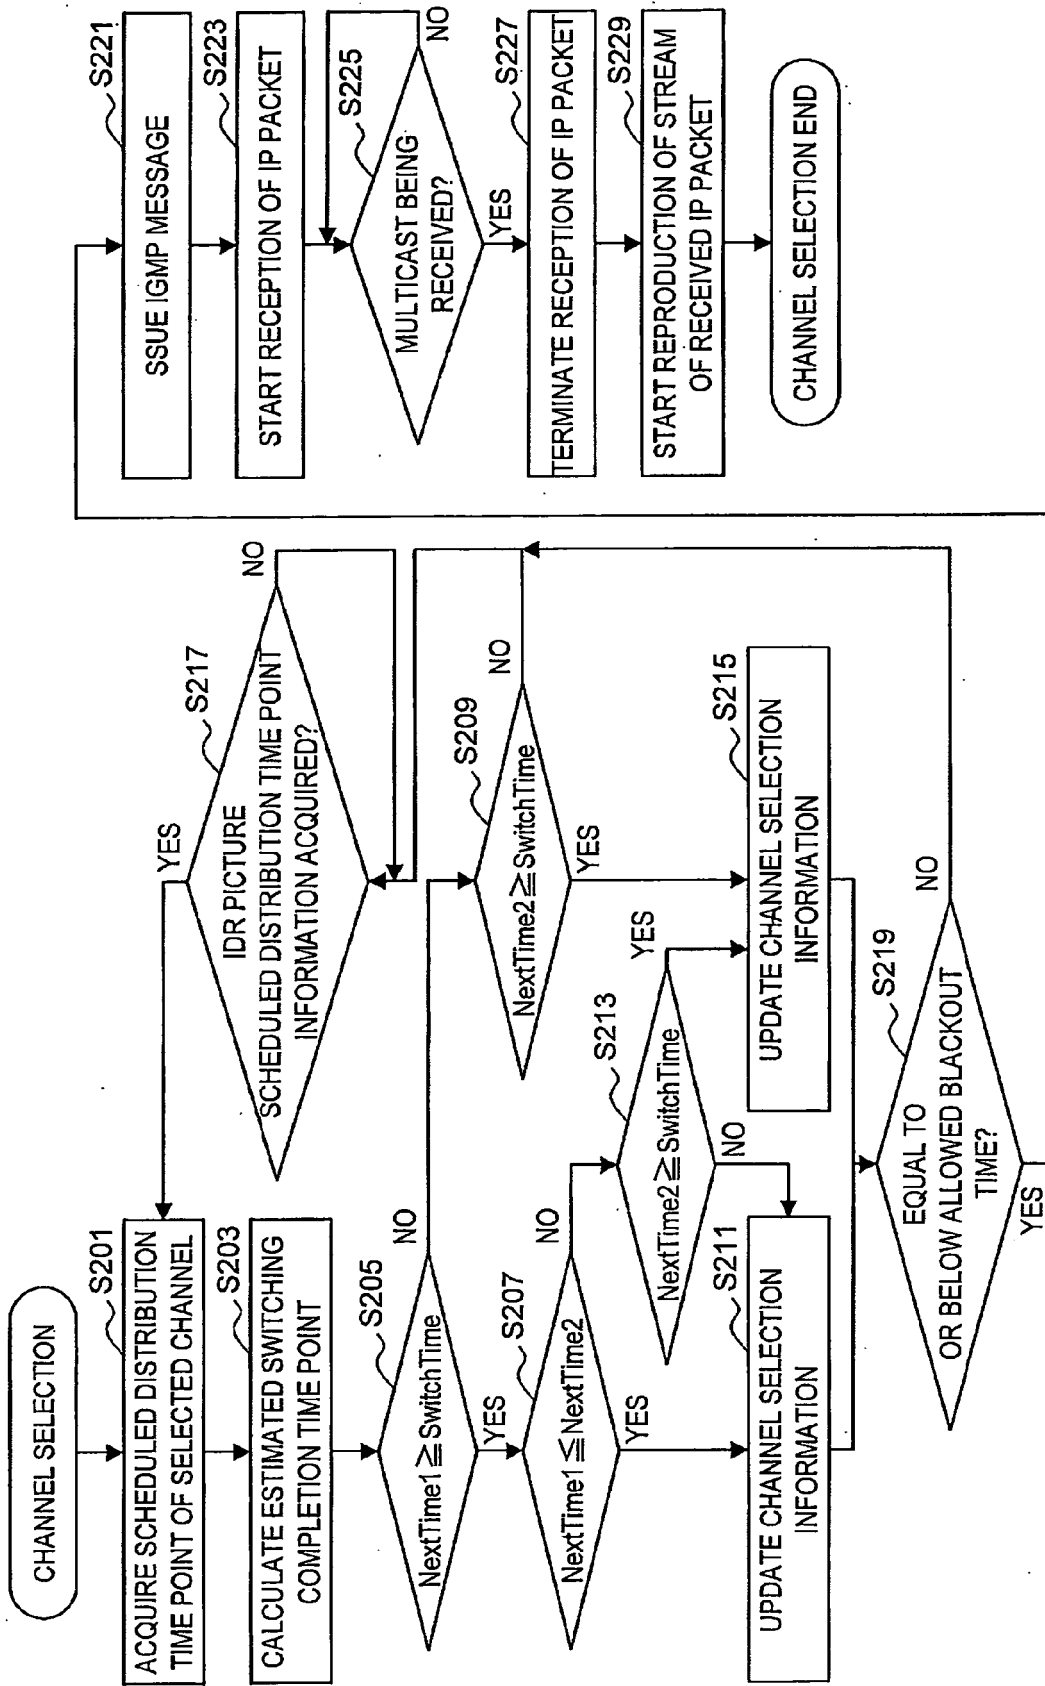 CHANNEL SELECTION
S201
ACQUIRE SCHEDULED DISTRIBUTION
TIME POINT OF SELECTED CHANNEL
S203
CALCULATE ESTIMATED SWITCHING
COMPLETION TIME POINT
S205
NextTime1≧SwitchTime
NO
YES
S207
NextTime1≦NextTime2
NO
YES
S211
UPDATE CHANNEL SELECTION
INFORMATION
S213
NextTime2≧SwitchTime
YES
NO
S209
NextTime2≧SwitchTime
NO
YES
S215
UPDATE CHANNEL SELECTION
INFORMATION
S217
YES
IDR PICTURE
SCHEDULED DISTRIBUTION TIME POINT
INFORMATION ACQUIRED?
NO
S219
EQUAL TO
OR BELOW ALLOWED BLACKOUT
TIME?
NO
YES
S221
SSUE IGMP MESSAGE
S223
START RECEPTION OF IP PACKET
S225
MULTICAST BEING
RECEIVED?
NO
YES
S227
TERMINATE RECEPTION OF IP PACKET
S229
START REPRODUCTION OF STREAM
OF RECEIVED IP PACKET
CHANNEL SELECTION END